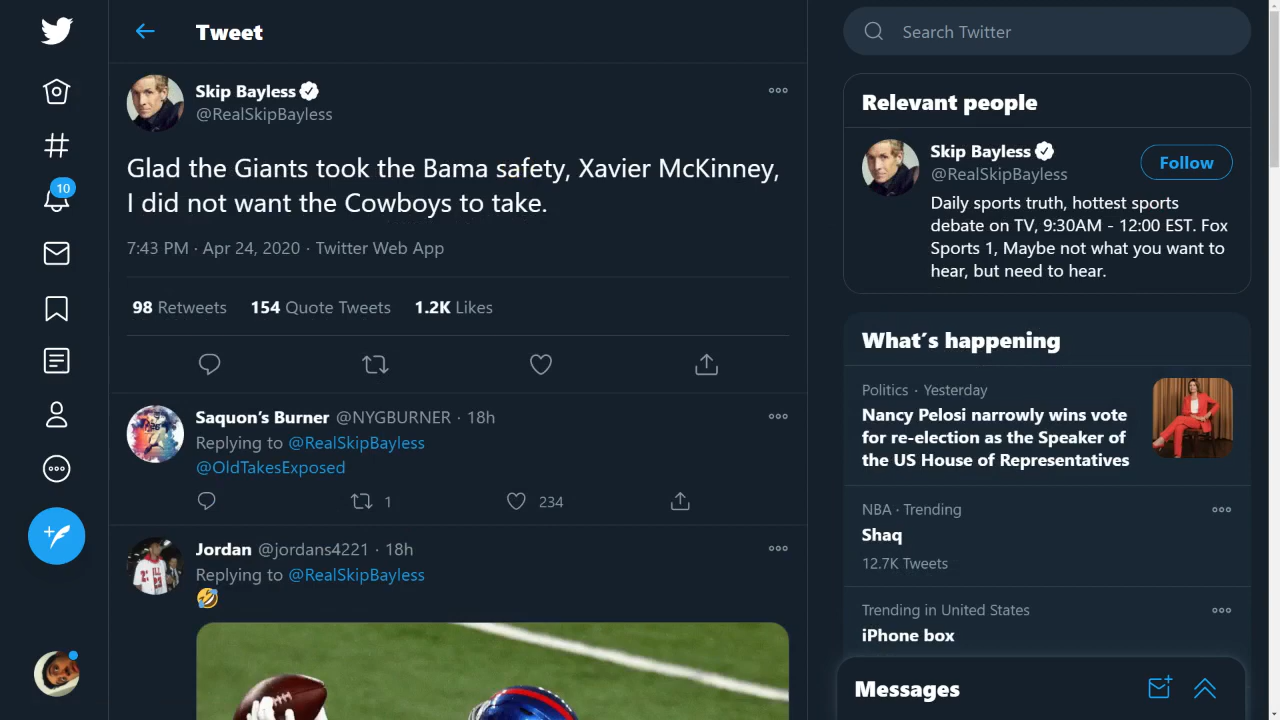 Tweet
Skip Bayless
@RealSkipBayless
Glad the Giants took the Bama safety, Xavier McKinney,
I did not want the Cowboys to take.
7:43 PM · Apr 24, 2020 · Twitter Web App
98 Retweets 154 Quote Tweets 1.2K Likes
Saquon’s Burner @NYGBURNER · 18h
Replying to @RealSkipBayless
@OldTakesExposed
1 234
Jordan @jordans4221 · 18h
Replying to @RealSkipBayless
🤣
10
Search Twitter
Relevant people
Skip Bayless
@RealSkipBayless
Follow
Daily sports truth, hottest sports
debate on TV, 9:30AM - 12:00 EST. Fox
Sports 1, Maybe not what you want to
hear, but need to hear.
What´s happening
Politics · Yesterday
Nancy Pelosi narrowly wins vote
for re-election as the Speaker of
the US House of Representatives
NBA · Trending
Shaq
12.7K Tweets
Trending in United States
iPhone box
Messages